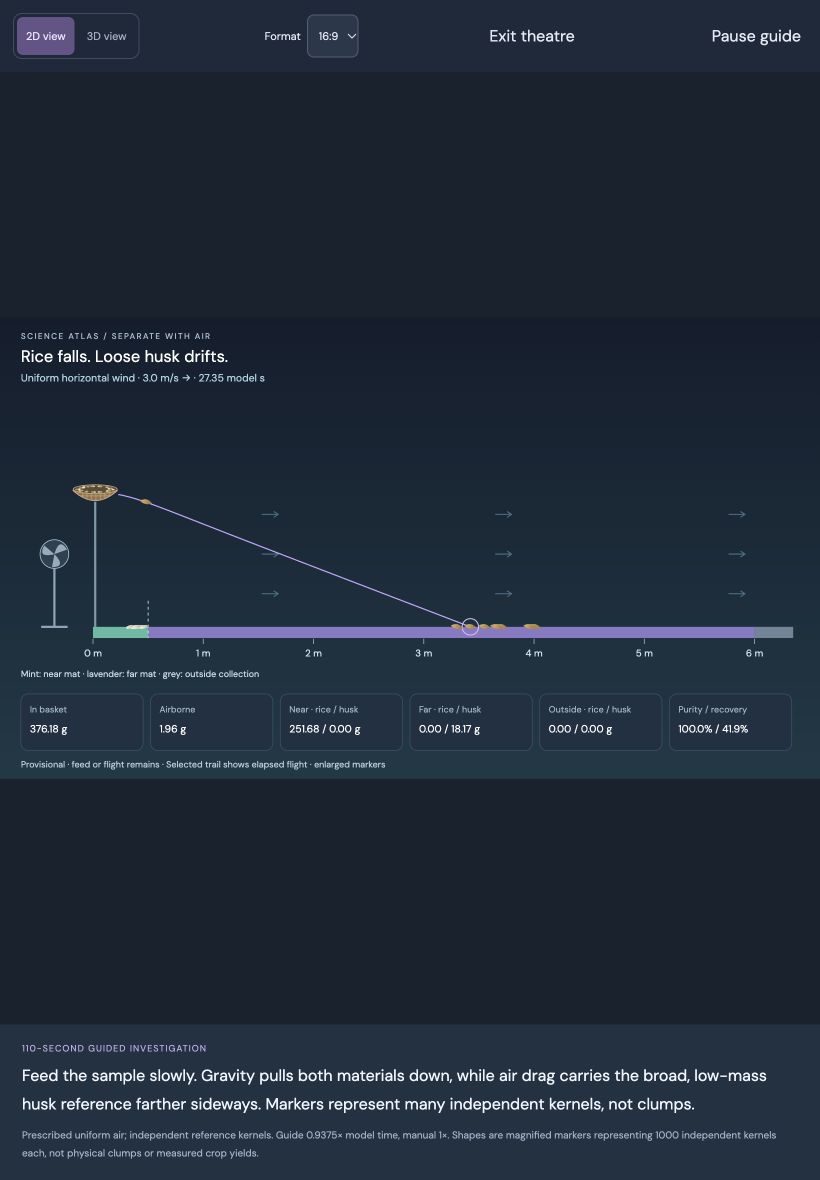 2D view
3D view
Format
16:9
Exit theatre
Pause guide
SCIENCE ATLAS / SEPARATE WITH AIR
Rice falls. Loose husk drifts.
Uniform horizontal wind · 3.0 m/s → · 27.35 model s
0 m
1 m
2 m
3 m
4 m
5 m
6 m
Mint: near mat · lavender: far mat · grey: outside collection
In basket
376.18 g
Airborne
1.96 g
Near · rice / husk
251.68 / 0.00 g
Far · rice / husk
0.00 / 18.17 g
Outside · rice / husk
0.00 / 0.00 g
Purity / recovery
100.0% / 41.9%
Provisional · feed or flight remains · Selected trail shows elapsed flight · enlarged markers
110-SECOND GUIDED INVESTIGATION
Feed the sample slowly. Gravity pulls both materials down, while air drag carries the broad, low-mass
husk reference farther sideways. Markers represent many independent kernels, not clumps.
Prescribed uniform air; independent reference kernels. Guide 0.9375× model time, manual 1×. Shapes are magnified markers representing 1000 independent kernels
each, not physical clumps or measured crop yields.